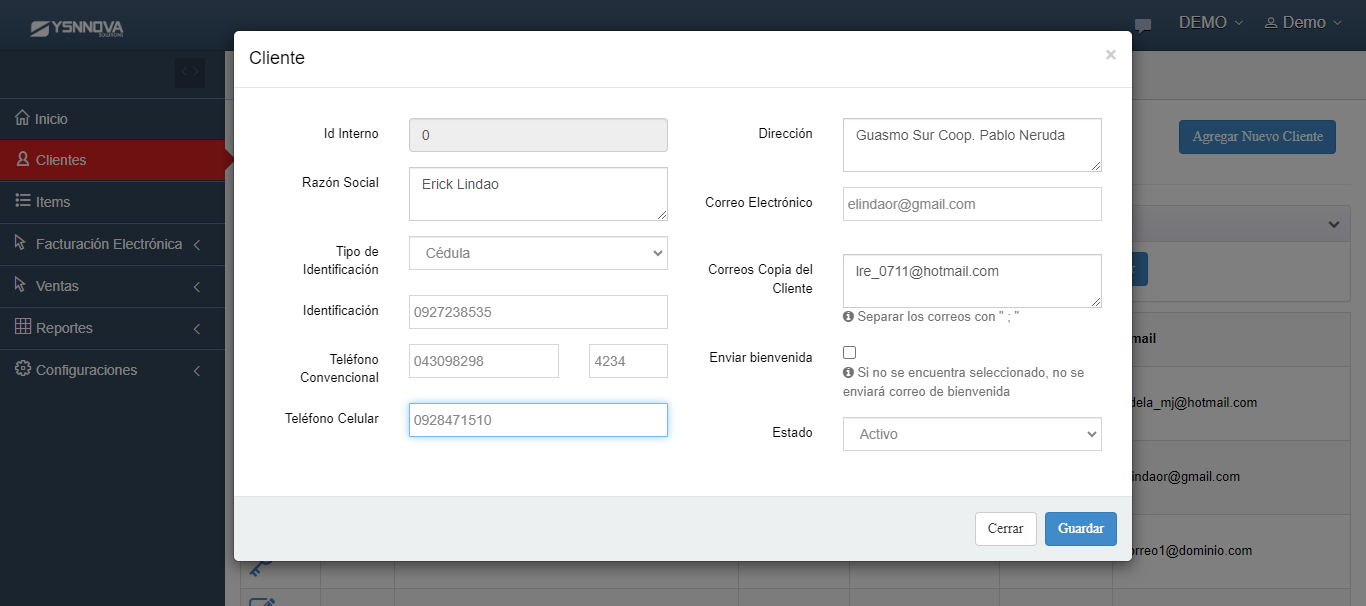 YSNNOVA
SOLUTIONS
DEMO
Demo
Inicio
Clientes
Items
Facturación Electrónica
Ventas
Reportes
Configuraciones
Agregar Nuevo Cliente
Cliente
×
Id Interno
0
Razón Social
Erick Lindao
Tipo de
Identificación
Cédula
Identificación
0927238535
Teléfono
Convencional
043098298
4234
Teléfono Celular
0928471510
Dirección
Guasmo Sur Coop. Pablo Neruda
Correo Electrónico
elindaor@gmail.com
Correos Copia del
Cliente
lre_0711@hotmail.com
Separar los correos con " ; "
Enviar bienvenida
Si no se encuentra seleccionado, no se
enviará correo de bienvenida
Estado
Activo
Cerrar
Guardar
mail
dela_mj@hotmail.com
indaor@gmail.com
rreo1@dominio.com